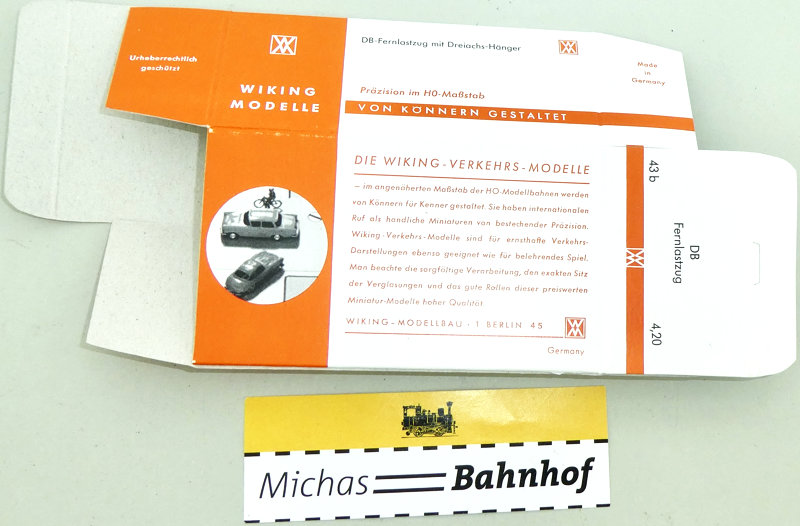 Urheberrechtlich
geschützt
WIKING
MODELLE
DB-Fernlastzug mit Dreiachs-Hänger
Made
in
Germany
Präzision im H0-Maßstab
VON KÖNNERN GESTALTET
DIE WIKING-VERKEHRS-MODELLE
– im angenäherten Maßstab der HO-Modellbahnen werden
von Könnern für Kenner gestaltet. Sie haben internationalen
Ruf als handliche Miniaturen von bestechender Präzision.
Wiking-Verkehrs-Modelle sind für ernsthafte Verkehrs-
Darstellungen ebenso geeignet wie für belehrendes Spiel.
Man beachte die sorgfältige Verarbeitung, den exakten Sitz
der Verglasungen und das gute Rollen dieser preiswerten
Miniatur-Modelle hoher Qualität
WIKING-MODELLBAU · 1 BERLIN 45
Germany
43 b
DB
Fernlastzug
4,20
Michas Bahnhof